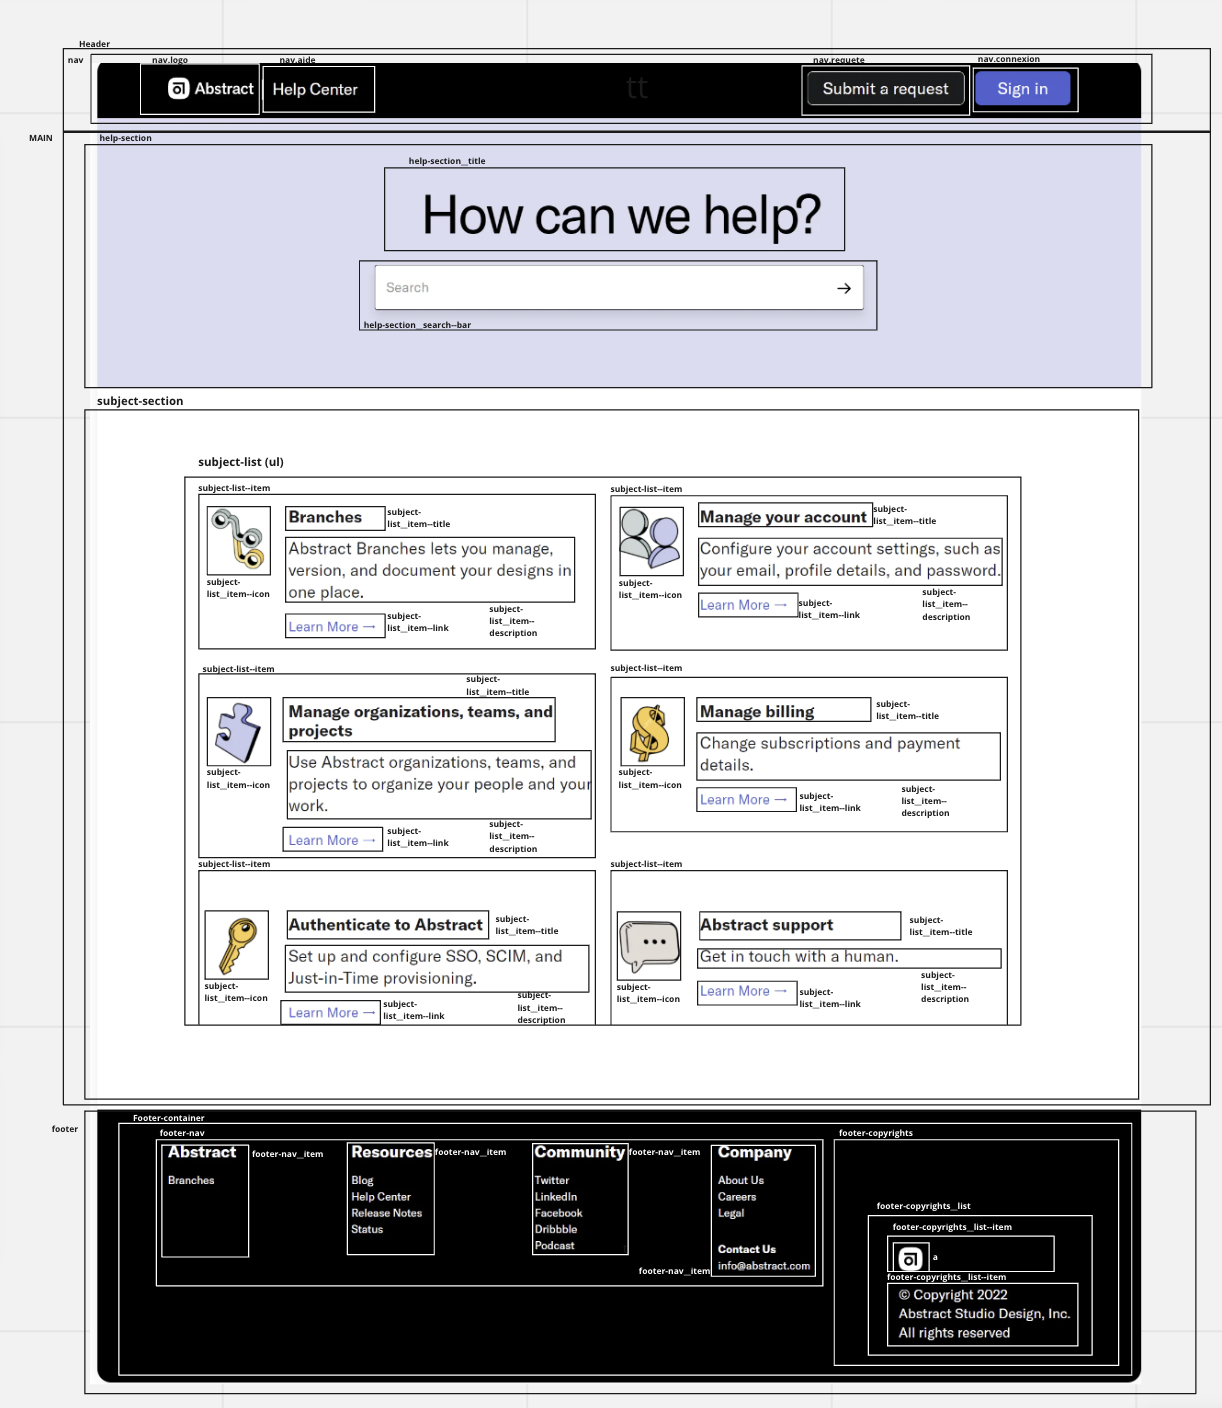 Header
nav
nav.logo
nav.aide
nav.requete
nav.connexion
Abstract
Help Center
tt
Submit a request
Sign in
MAIN
help-section
help-section__title
How can we help?
Search
help-section__search--bar
subject-section
subject-list (ul)
subject-list--item
Branches
subject-
list__item--title
Abstract Branches lets you manage,
version, and document your designs in
one place.
subject-
list__item--icon
Learn More →
subject-
list__item--link
subject-
list__item--
description
subject-list--item
Manage your account
subject-
list__item--title
Configure your account settings, such as
your email, profile details, and password.
subject-
list__item--icon
Learn More →
subject-
list__item--link
subject-
list__item--
description
subject-list--item
subject-
list__item--title
Manage organizations, teams, and
projects
Use Abstract organizations, teams, and
projects to organize your people and your
work.
subject-
list__item--icon
Learn More →
subject-
list__item--link
subject-
list__item--
description
subject-list--item
Manage billing
subject-
list__item--title
Change subscriptions and payment
details.
subject-
list__item--icon
Learn More →
subject-
list__item--link
subject-
list__item--
description
subject-list--item
Authenticate to Abstract
subject-
list__item--title
Set up and configure SSO, SCIM, and
Just-in-Time provisioning.
subject-
list__item--icon
Learn More →
subject-
list__item--link
subject-
list__item--
description
subject-list--item
Abstract support
subject-
list__item--title
Get in touch with a human.
subject-
list__item--icon
Learn More →
subject-
list__item--link
subject-
list__item--
description
footer
Footer-container
footer-nav
Abstract
footer-nav__item
Branches
Resources
footer-nav__item
Blog
Help Center
Release Notes
Status
Community
footer-nav__item
Twitter
LinkedIn
Facebook
Dribbble
Podcast
Company
About Us
Careers
Legal
Contact Us
info@abstract.com
footer-nav__item
footer-copyrights
footer-copyrights__list
footer-copyrights__list--item
a
footer-copyrights__list--item
© Copyright 2022
Abstract Studio Design, Inc.
All rights reserved